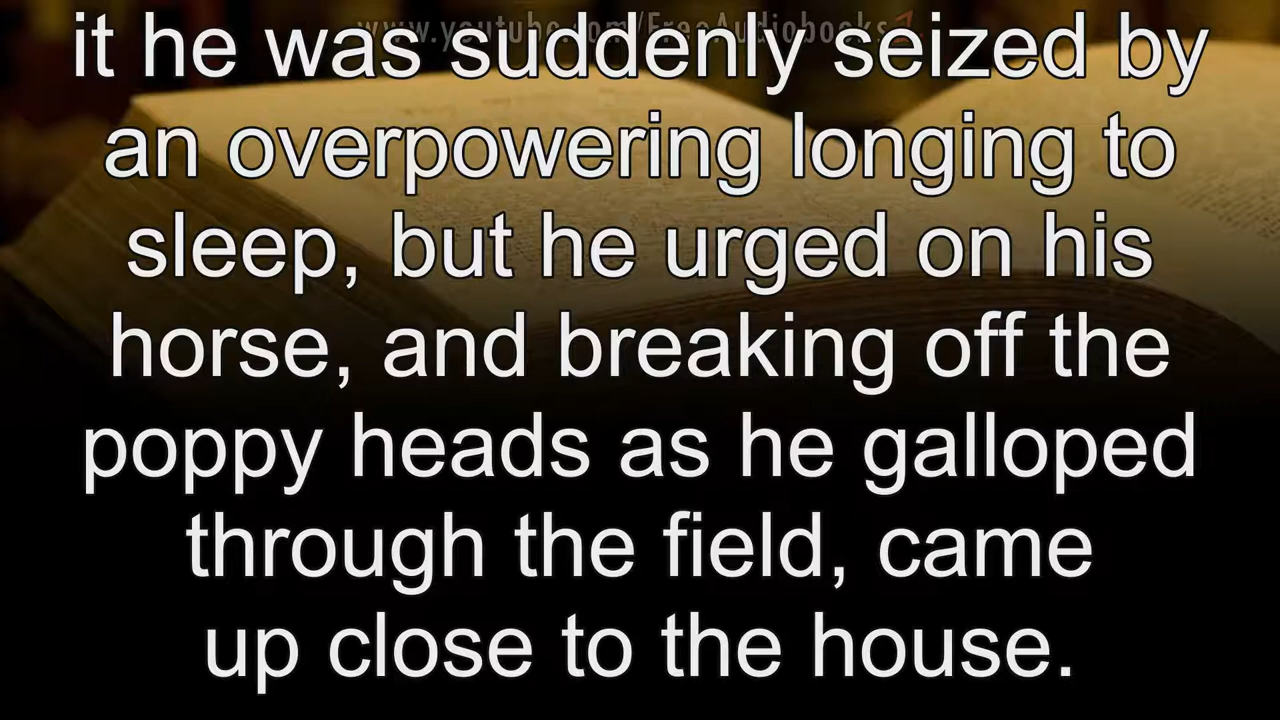 www.youtube.com/FreeAudiobooks
it he was suddenly seized by
an overpowering longing to
sleep, but he urged on his
horse, and breaking off the
poppy heads as he galloped
through the field, came
up close to the house.